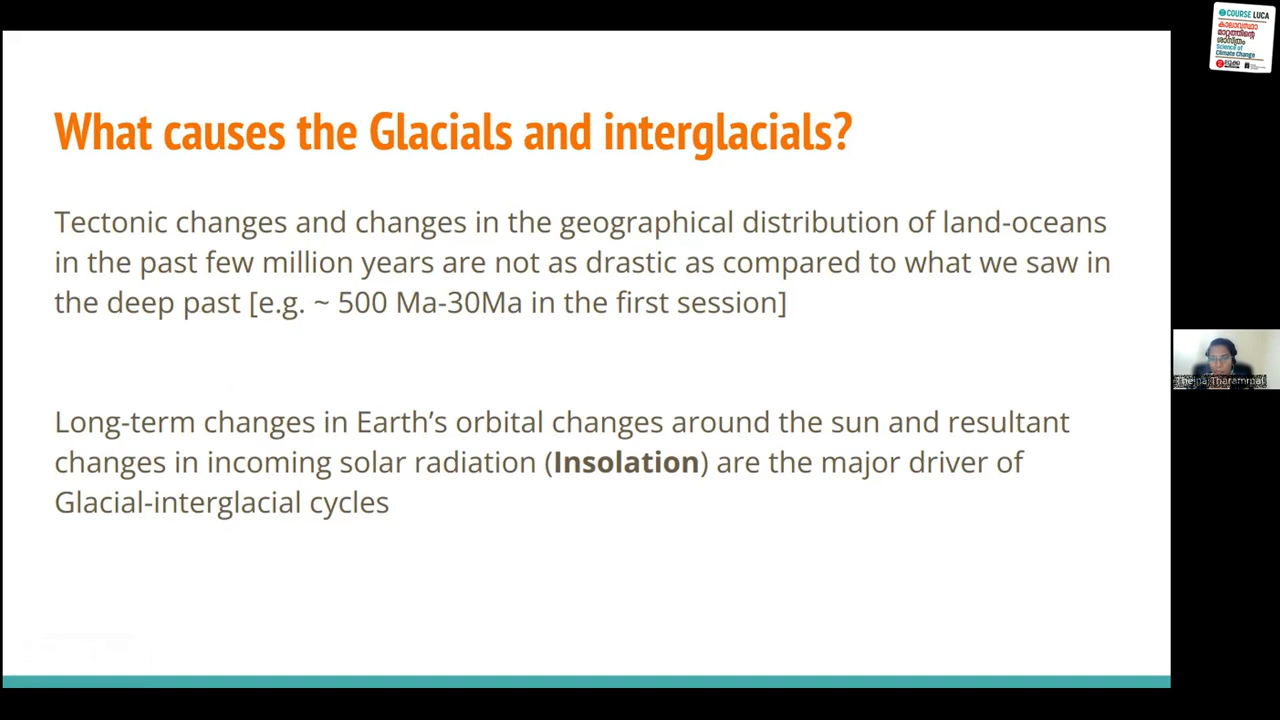 COURSE LUCA
കാലാവസ്ഥാ
മാറ്റത്തിന്റെ
ശാസ്ത്രം
Science of
Climate Change
What causes the Glacials and interglacials?
Tectonic changes and changes in the geographical distribution of land-oceans
in the past few million years are not as drastic as compared to what we saw in
the deep past [e.g. ~ 500 Ma-30Ma in the first session]
Long-term changes in Earth’s orbital changes around the sun and resultant
changes in incoming solar radiation (Insolation) are the major driver of
Glacial-interglacial cycles